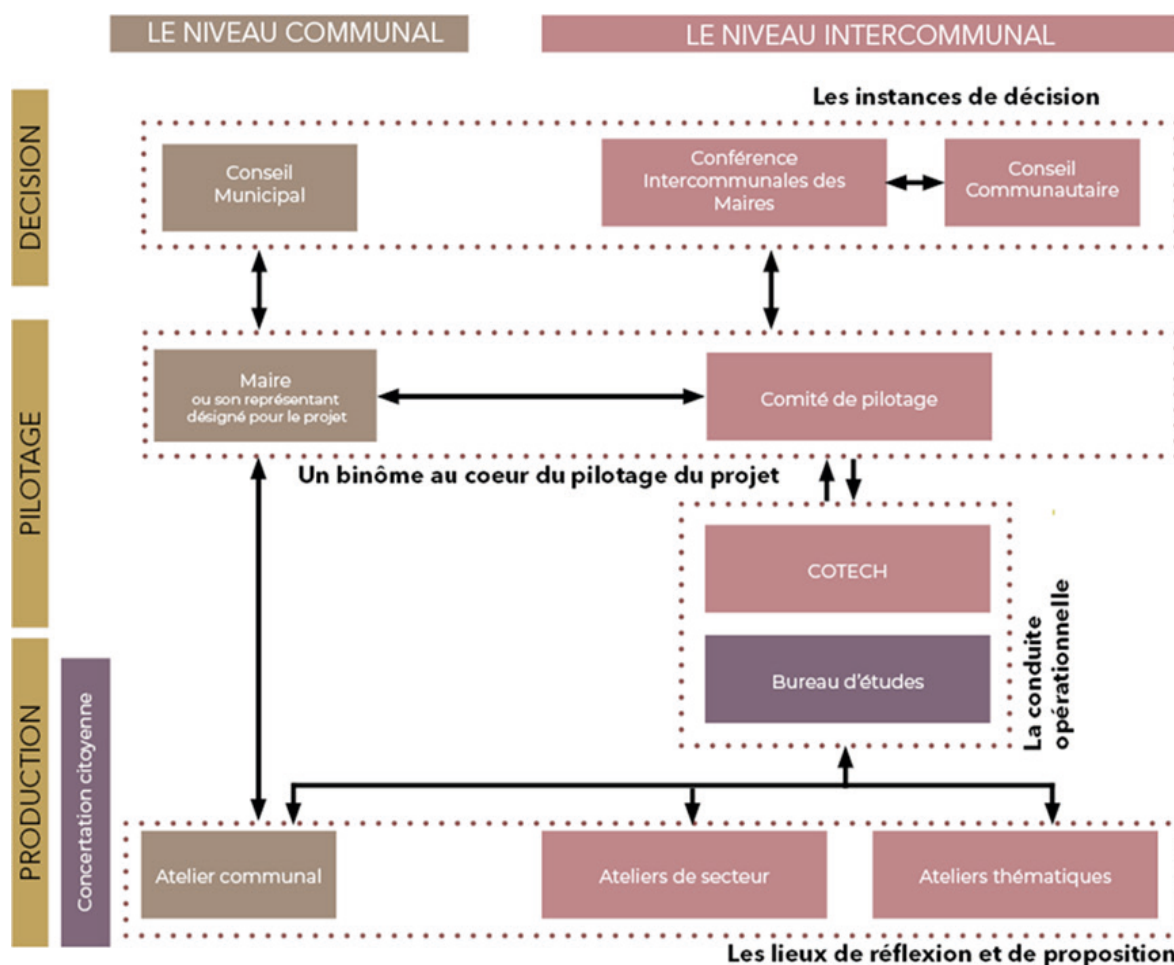 LE NIVEAU COMMUNAL
LE NIVEAU INTERCOMMUNAL
DECISION
Les instances de décision
Conseil
Municipal
Conférence
Intercommunales des
Maires
Conseil
Communautaire
PILOTAGE
Maire
ou son représentant
désigné pour le projet
Comité de pilotage
Un binôme au coeur du pilotage du projet
COTECH
Bureau d'études
La conduite
opérationnelle
PRODUCTION
Concertation citoyenne
Atelier communal
Ateliers de secteur
Ateliers thématiques
Les lieux de réflexion et de proposition